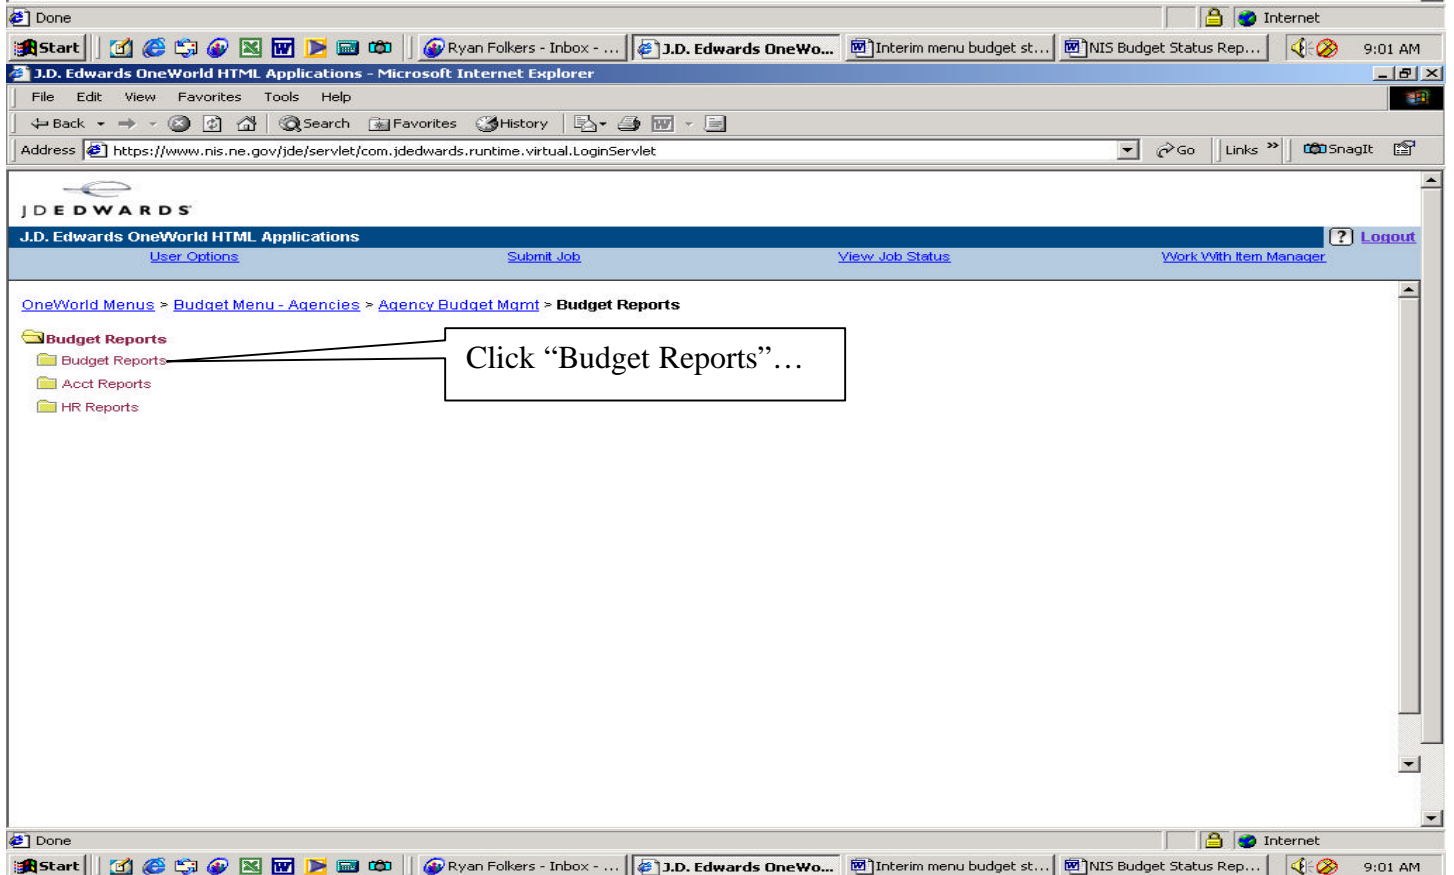 Done Internet
Start Ryan Folkers - Inbox - ... J.D. Edwards OneWo... Interim menu budget st... NIS Budget Status Rep... 9:01 AM
J.D. Edwards OneWorld HTML Applications - Microsoft Internet Explorer
File Edit View Favorites Tools Help
Back Search Favorites History
Address https://www.nis.ne.gov/jde/servlet/com.jdedwards.runtime.virtual.LoginServlet Go Links » SnagIt
JDEDWARDS
J.D. Edwards OneWorld HTML Applications ? Logout
User Options Submit Job View Job Status Work With Item Manager
OneWorld Menus > Budget Menu - Agencies > Agency Budget Mgmt > Budget Reports
Budget Reports
Budget Reports
Click “Budget Reports”…
Acct Reports
HR Reports
Done Internet
Start Ryan Folkers - Inbox - ... J.D. Edwards OneWo... Interim menu budget st... NIS Budget Status Rep... 9:01 AM